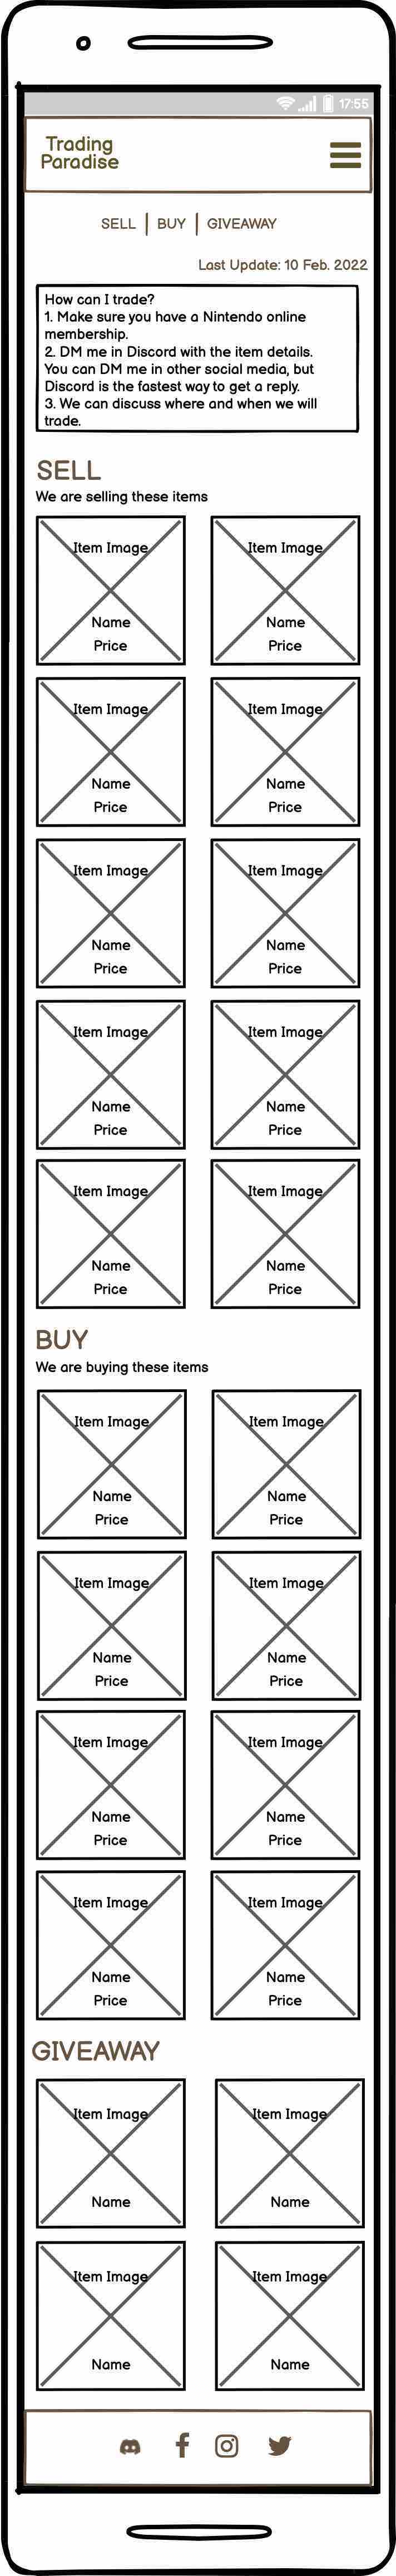 17:55
Trading
Paradise
SELL | BUY | GIVEAWAY
Last Update: 10 Feb. 2022
How can I trade?
1. Make sure you have a Nintendo online
membership.
2. DM me in Discord with the item details.
You can DM me in other social media, but
Discord is the fastest way to get a reply.
3. We can discuss where and when we will
trade.
SELL
We are selling these items
Item Image Item Image
Name Name
Price Price
Item Image Item Image
Name Name
Price Price
Item Image Item Image
Name Name
Price Price
Item Image Item Image
Name Name
Price Price
Item Image Item Image
Name Name
Price Price
BUY
We are buying these items
Item Image Item Image
Name Name
Price Price
Item Image Item Image
Name Name
Price Price
Item Image Item Image
Name Name
Price Price
Item Image Item Image
Name Name
Price Price
GIVEAWAY
Item Image Item Image
Name Name
Item Image Item Image
Name Name